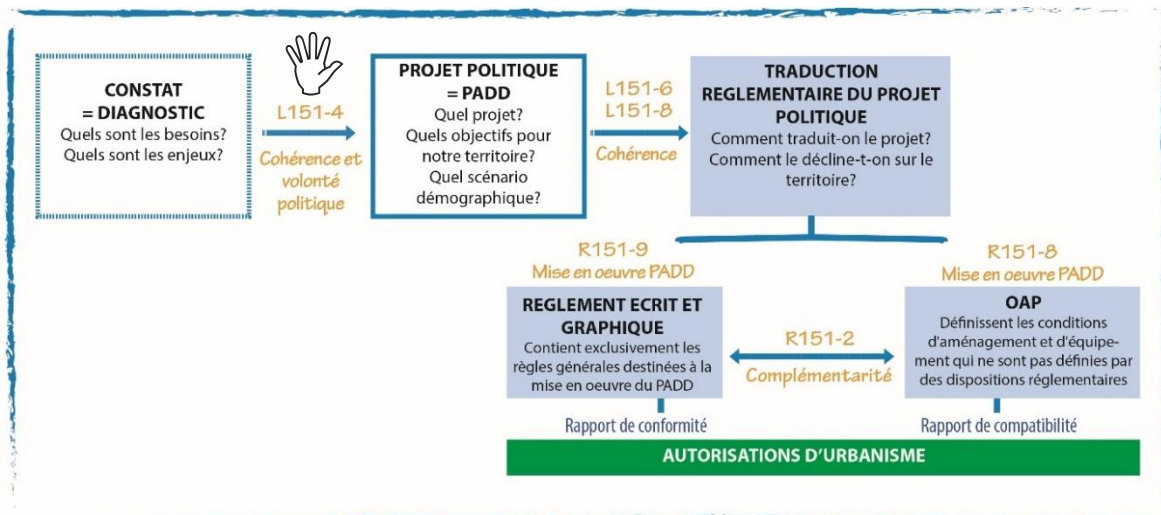 CONSTAT
= DIAGNOSTIC
Quels sont les besoins?
Quels sont les enjeux?
L151-4
Cohérence et
volonté
politique
PROJET POLITIQUE
= PADD
Quel projet?
Quels objectifs pour
notre territoire?
Quel scénario
démographique?
L151-6
L151-8
Cohérence
TRADUCTION
REGLEMENTAIRE DU PROJET
POLITIQUE
Comment traduit-on le projet?
Comment le décline-t-on sur le
territoire?
R151-9
Mise en oeuvre PADD
R151-8
Mise en oeuvre PADD
REGLEMENT ECRIT ET
GRAPHIQUE
Contient exclusivement les
règles générales destinées à la
mise en oeuvre du PADD
R151-2
Complémentarité
OAP
Définissent les conditions
d'aménagement et d'équipe-
ment qui ne sont pas définies par
des dispositions réglementaires
Rapport de conformité
Rapport de compatibilité
AUTORISATIONS D'URBANISME